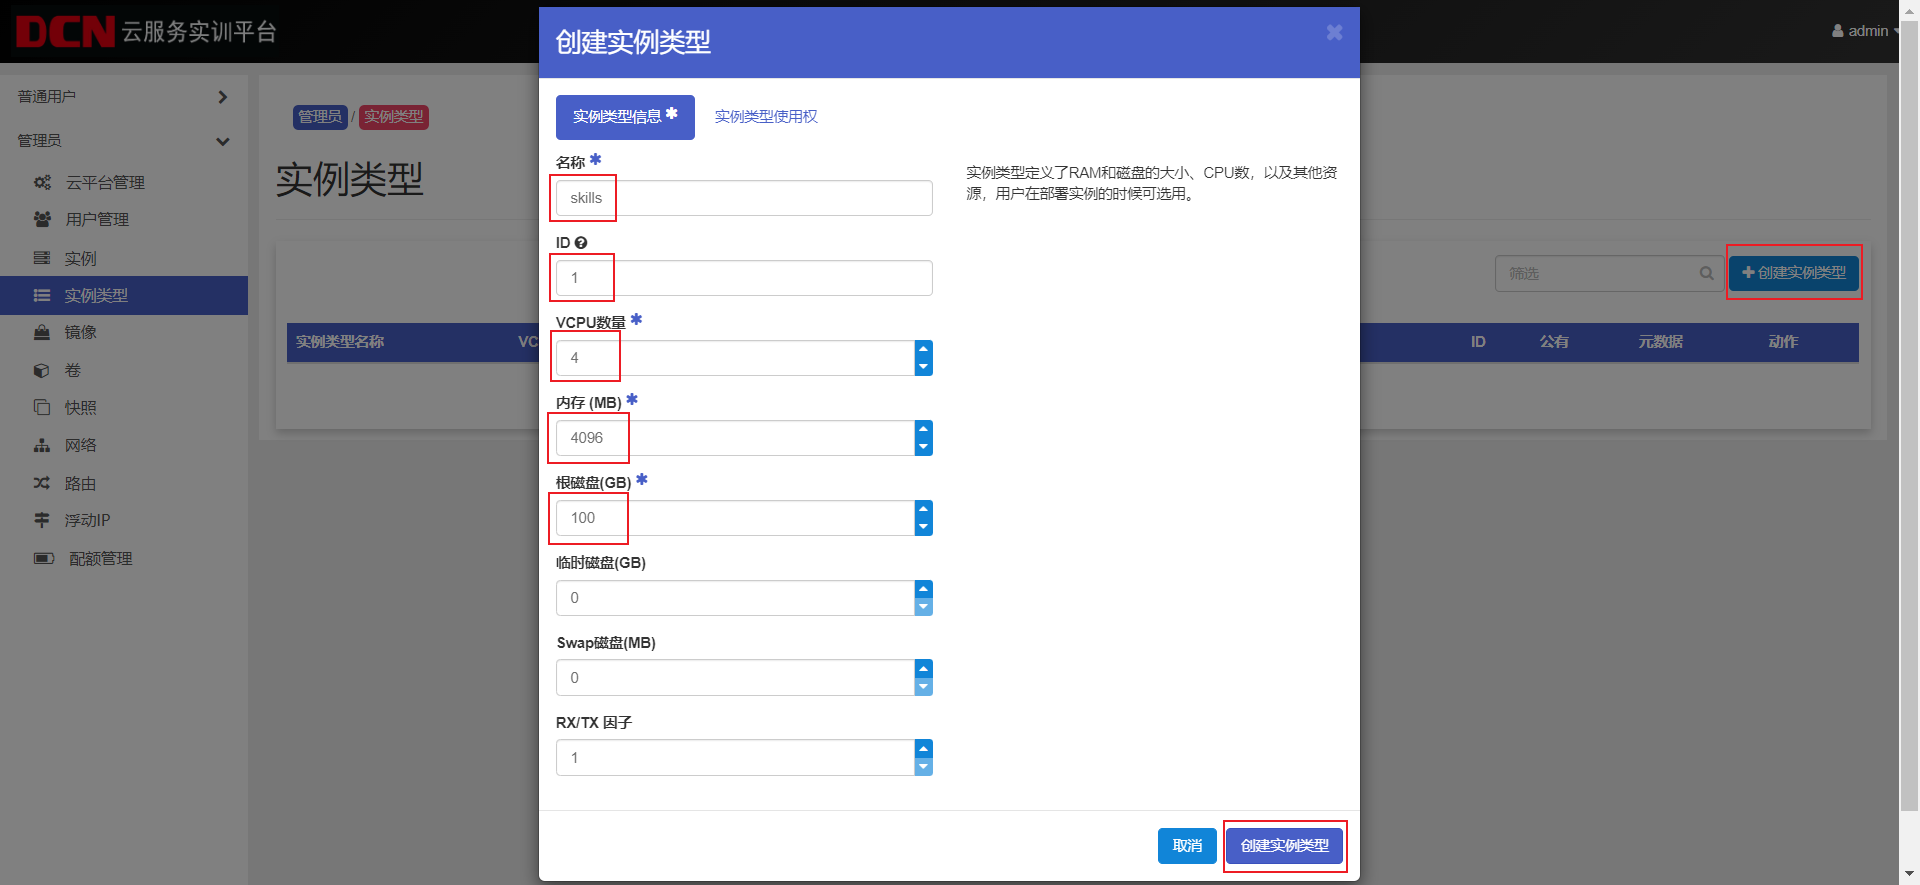 DCN 云服务实训平台
admin
普通用户
管理员
云平台管理
用户管理
实例
实例类型
镜像
卷
快照
网络
路由
浮动IP
配额管理
管理员 / 实例类型
实例类型
筛选
创建实例类型
实例类型名称 VC ID 公有 元数据 动作
创建实例类型
实例类型信息 * 实例类型使用权
名称 *
skills
ID
1
VCPU数量 *
4
内存 (MB) *
4096
根磁盘(GB) *
100
临时磁盘(GB)
0
Swap磁盘(MB)
0
RX/TX 因子
1
实例类型定义了RAM和磁盘的大小、CPU数，以及其他资
源，用户在部署实例的时候可选用。
取消 创建实例类型